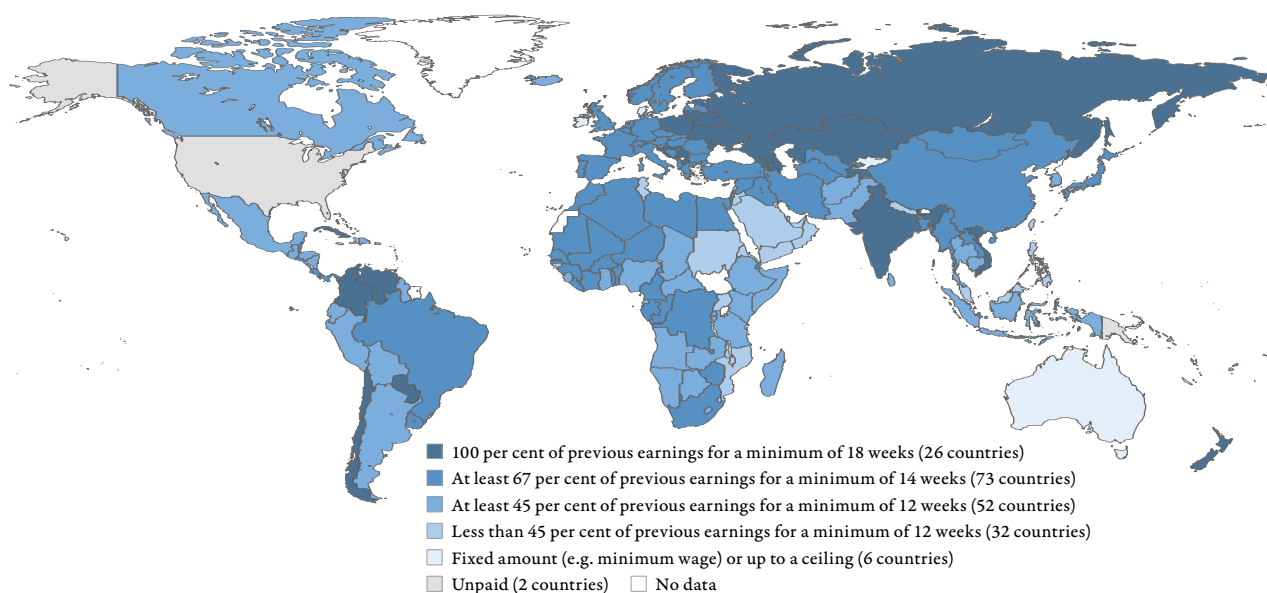 100 per cent of previous earnings for a minimum of 18 weeks (26 countries)
At least 67 per cent of previous earnings for a minimum of 14 weeks (73 countries)
At least 45 per cent of previous earnings for a minimum of 12 weeks (52 countries)
Less than 45 per cent of previous earnings for a minimum of 12 weeks (32 countries)
Fixed amount (e.g. minimum wage) or up to a ceiling (6 countries)
Unpaid (2 countries) No data